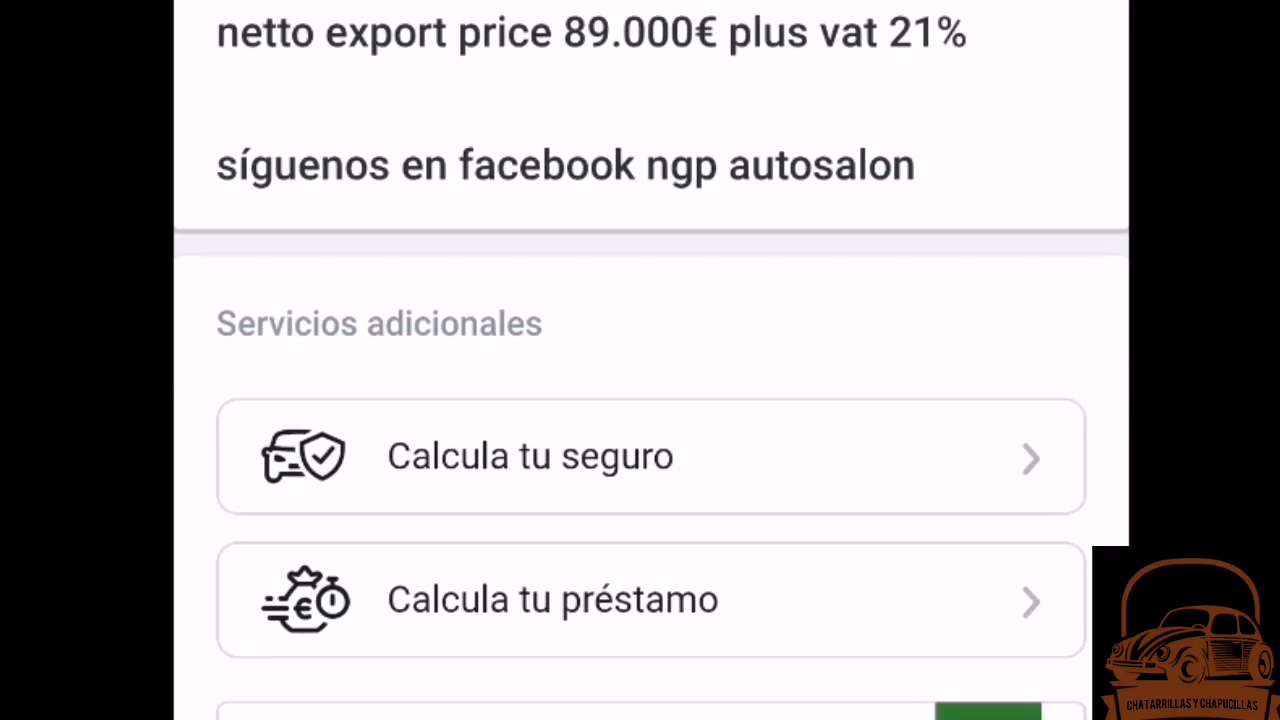 netto export price 89.000€ plus vat 21%
síguenos en facebook ngp autosalon
Servicios adicionales
Calcula tu seguro
Calcula tu préstamo
CHATARRILLAS Y CHAPUCILLAS